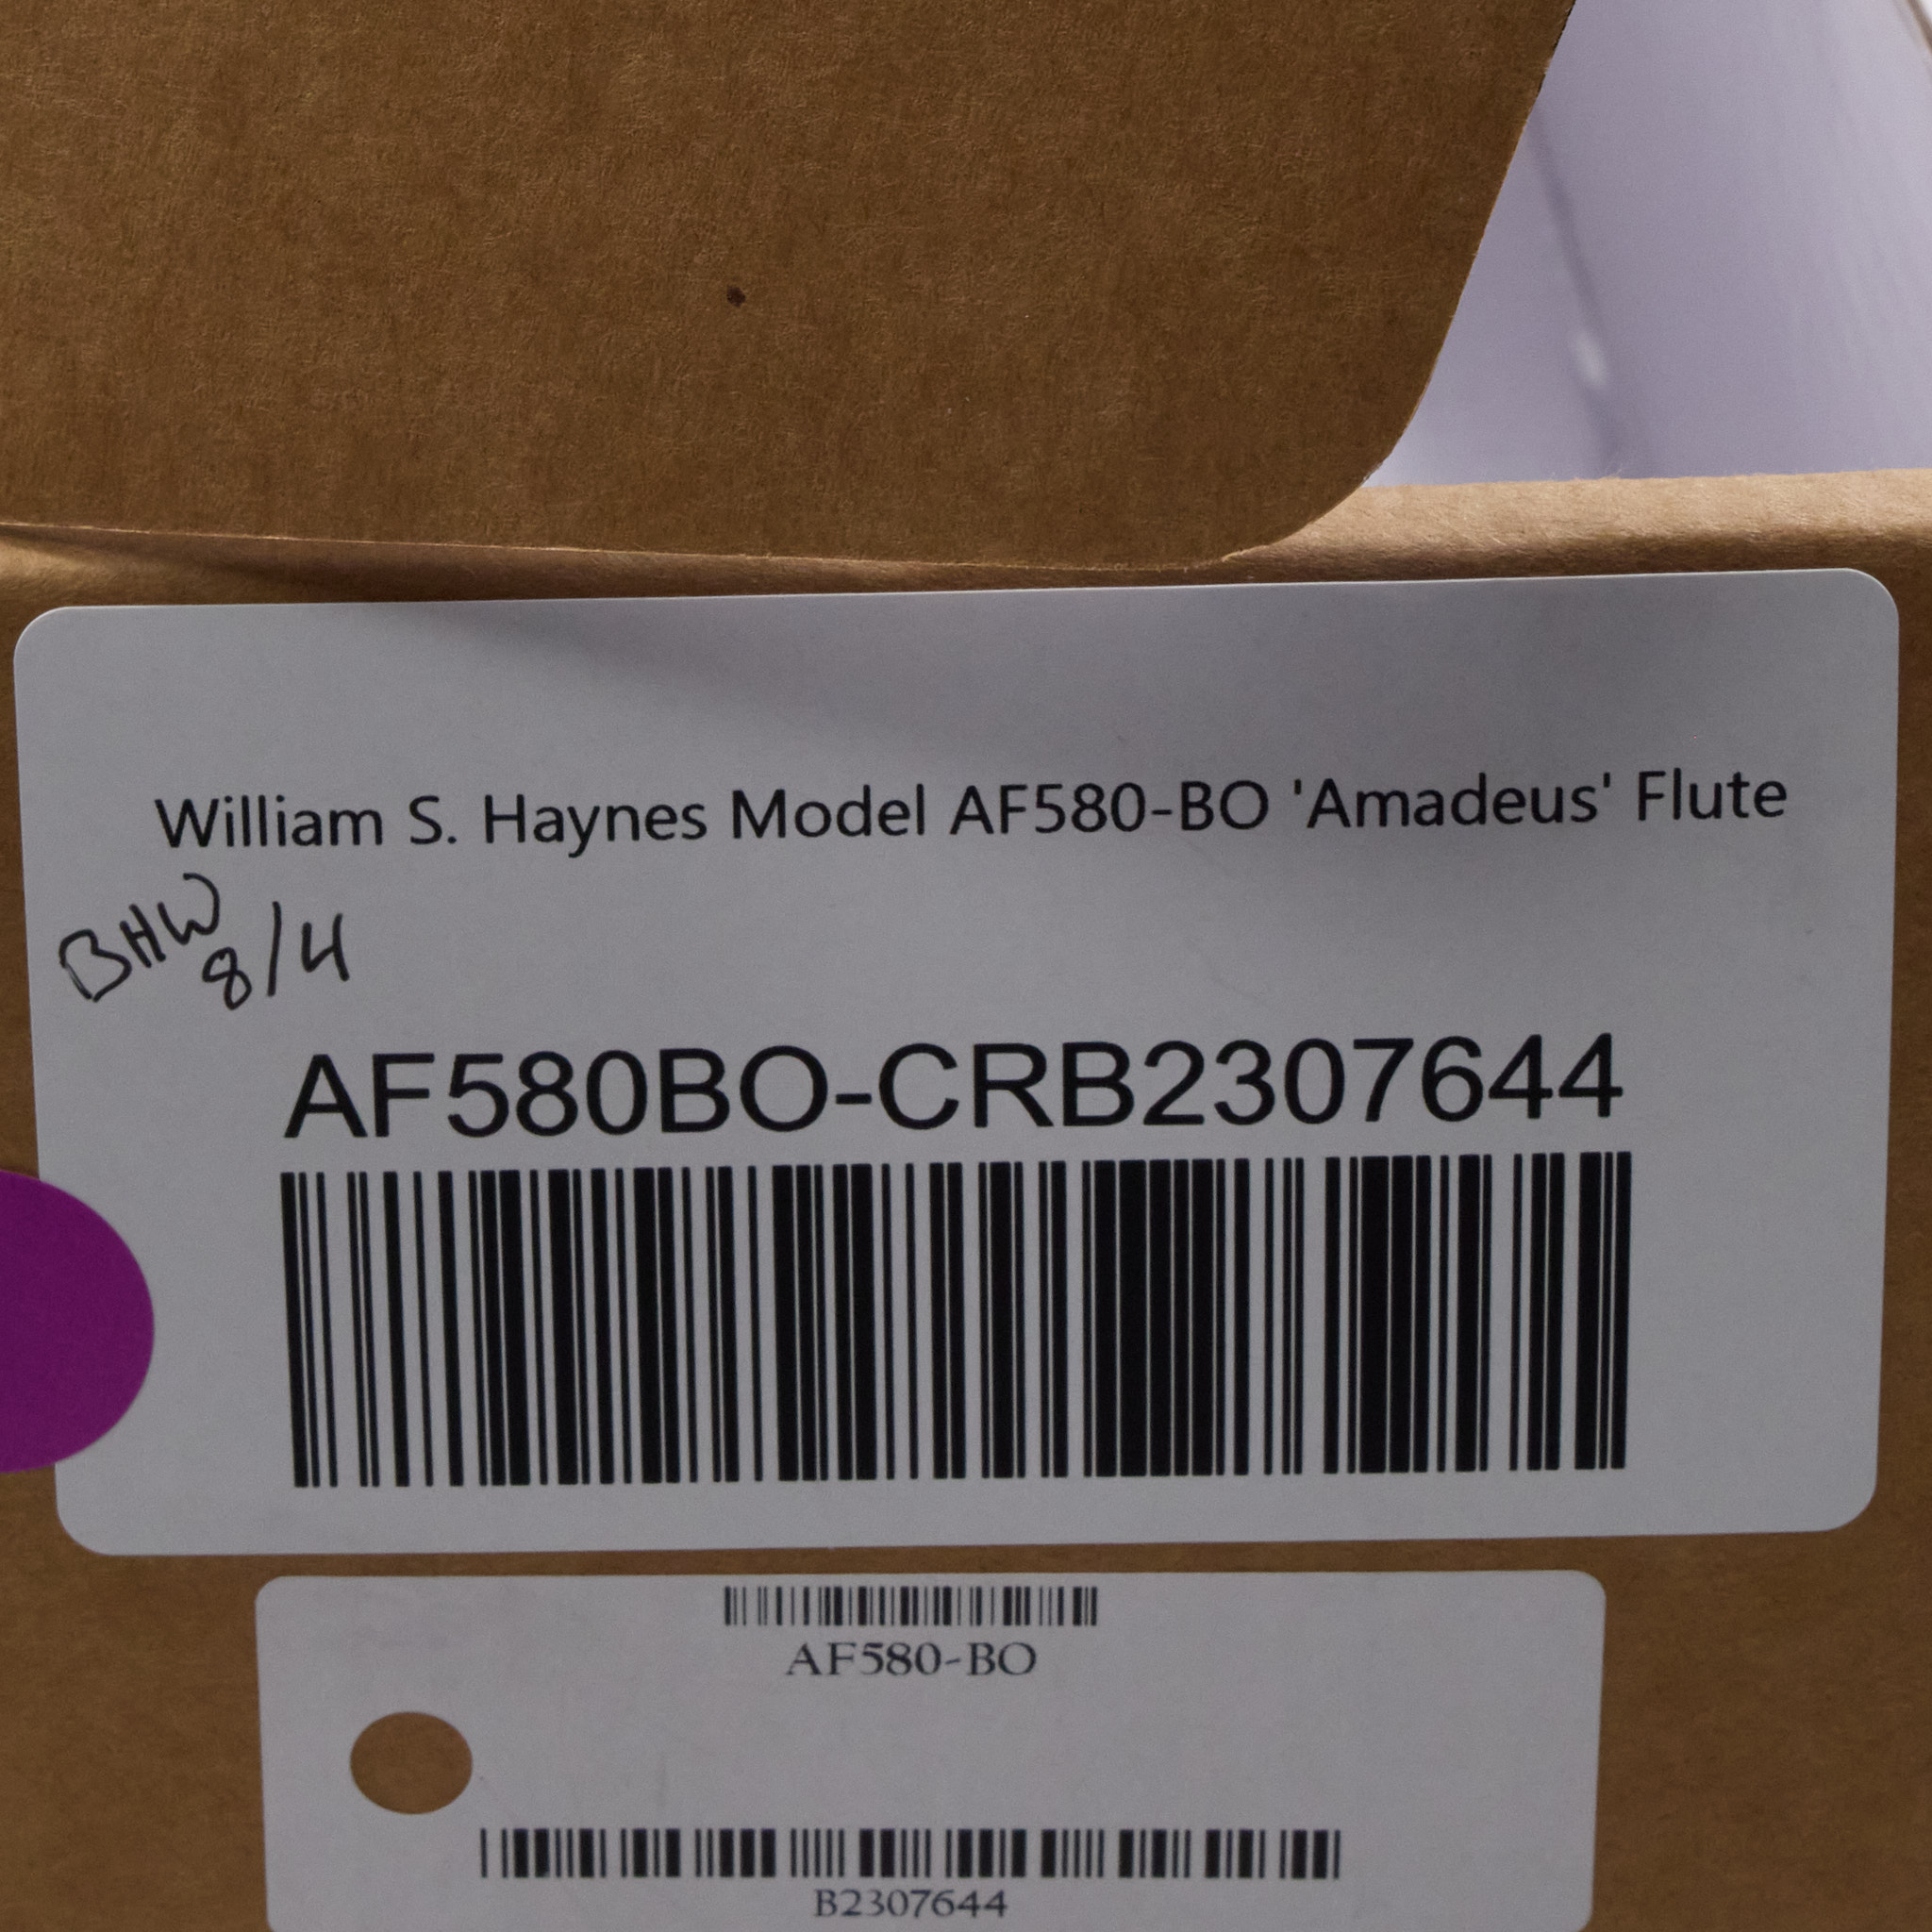 William S. Haynes Model AF580-BO 'Amadeus' Flute
BHW
8/4
AF580BO-CRB2307644
AF580-BO
B2307644